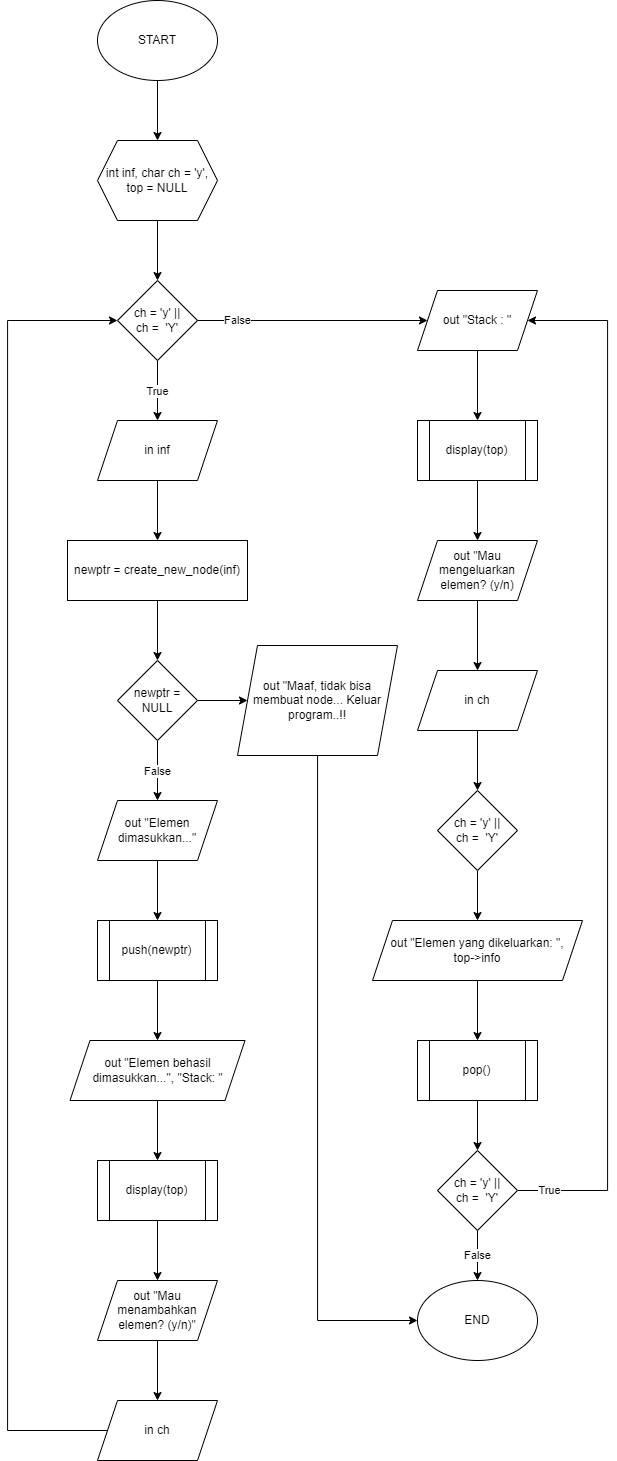 START
int inf, char ch = 'y',
top = NULL
ch = 'y' ||
ch =  'Y'
False
True
in inf
newptr = create_new_node(inf)
newptr =
NULL
out "Maaf, tidak bisa
membuat node... Keluar
program..!!
False
out "Elemen
dimasukkan..."
push(newptr)
out "Elemen behasil
dimasukkan...", "Stack: "
display(top)
out "Mau
menambahkan
elemen? (y/n)"
in ch
out "Stack : "
display(top)
out "Mau
mengeluarkan
elemen? (y/n)
in ch
ch = 'y' ||
ch =  'Y'
out "Elemen yang dikeluarkan: ",
top->info
pop()
ch = 'y' ||
ch =  'Y'
True
False
END